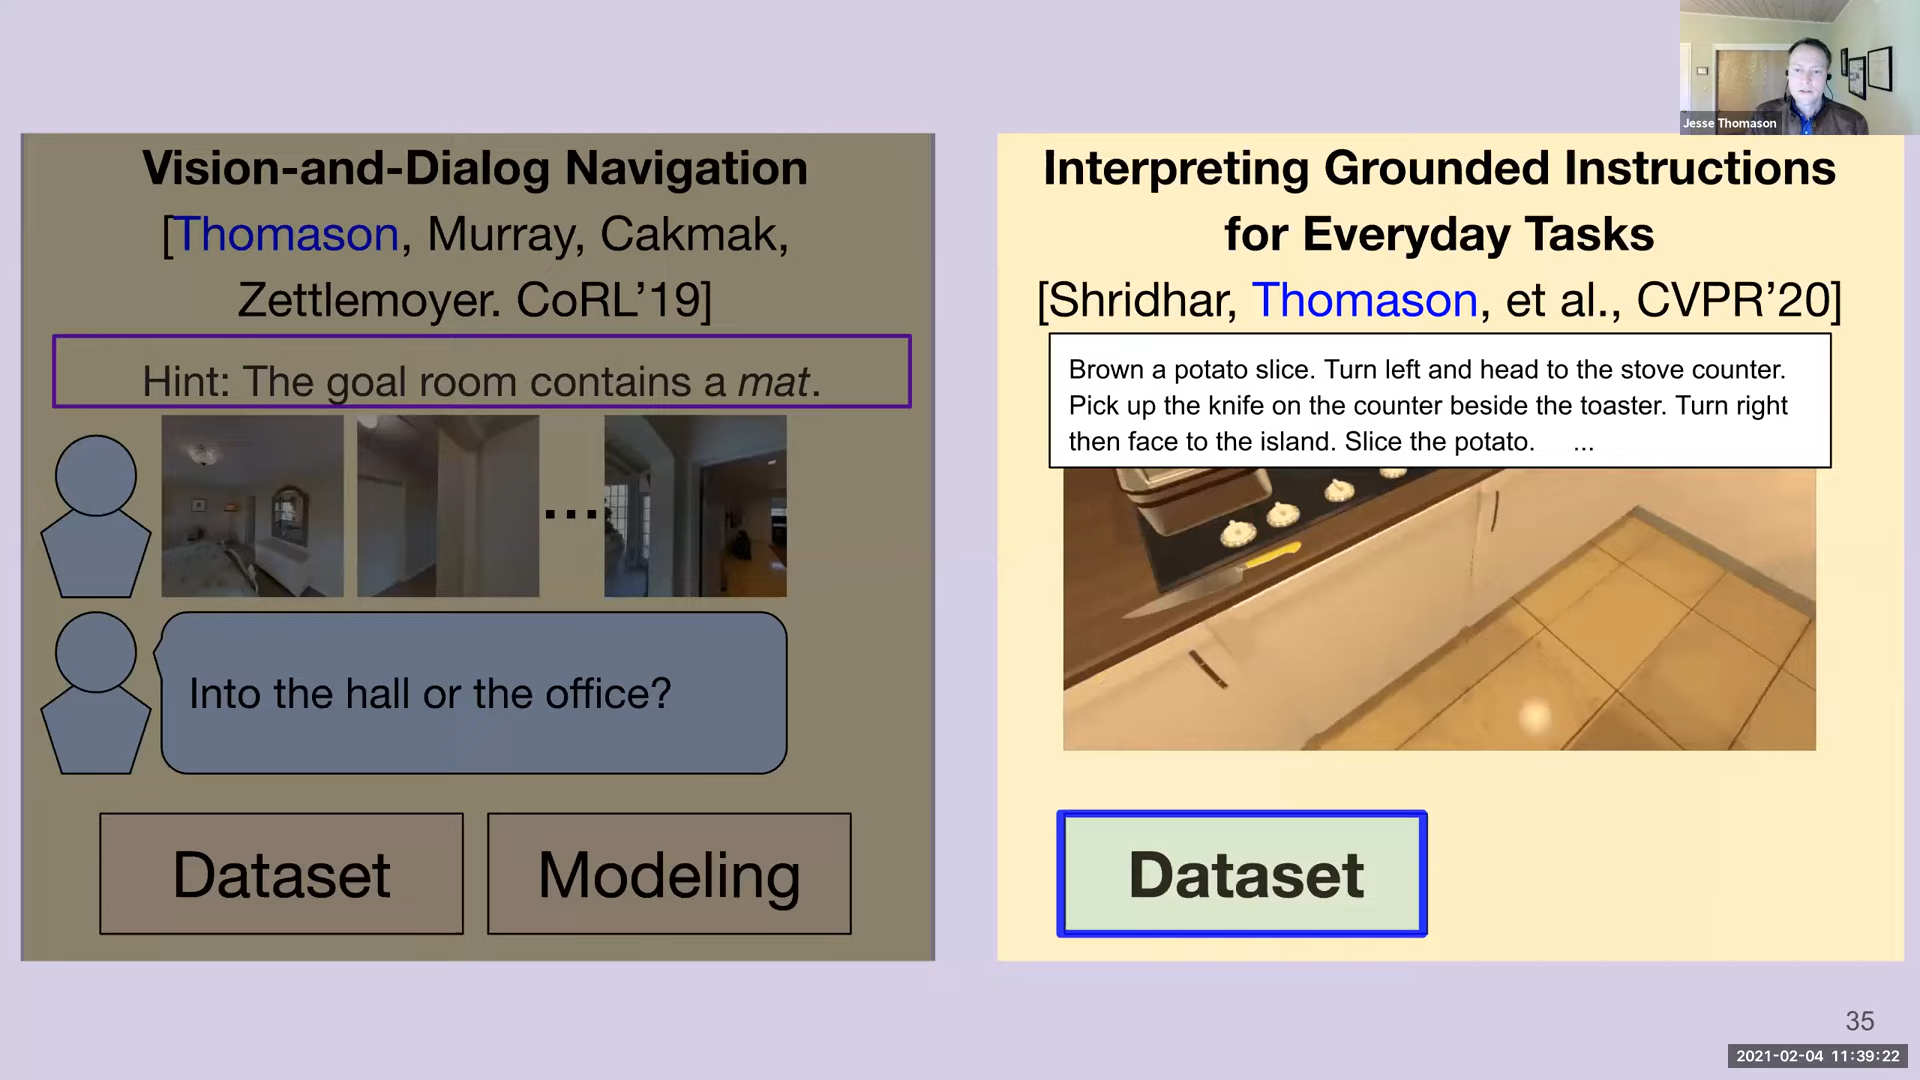 Jesse Thomason
Vision-and-Dialog Navigation
[Thomason, Murray, Cakmak,
Zettlemoyer. CoRL’19]
Hint: The goal room contains a mat.
...
Into the hall or the office?
Dataset
Modeling
Interpreting Grounded Instructions
for Everyday Tasks
[Shridhar, Thomason, et al., CVPR’20]
Brown a potato slice. Turn left and head to the stove counter.
Pick up the knife on the counter beside the toaster. Turn right
then face to the island. Slice the potato. ...
Dataset
35
2021-02-04 11:39:22